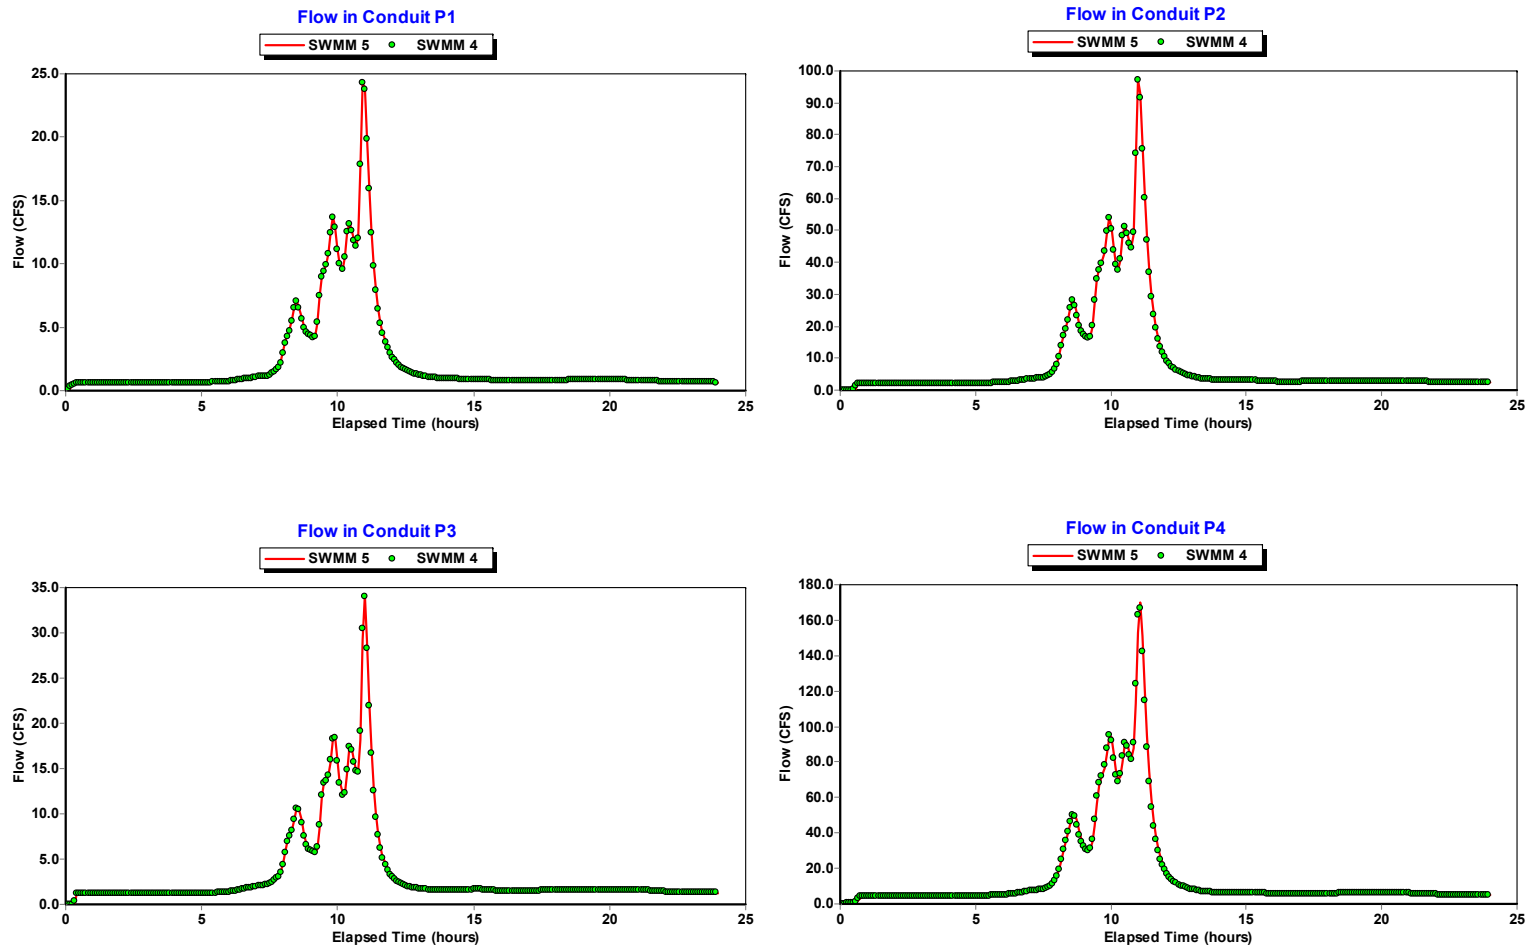 Flow in Conduit P1
SWMM 5 SWMM 4
25.0
20.0
15.0
10.0
5.0
0.0
Flow (CFS)
0 5 10 15 20 25
Elapsed Time (hours)
Flow in Conduit P2
SWMM 5 SWMM 4
100.0
90.0
80.0
70.0
60.0
50.0
40.0
30.0
20.0
10.0
0.0
Flow (CFS)
0 5 10 15 20 25
Elapsed Time (hours)
Flow in Conduit P3
SWMM 5 SWMM 4
35.0
30.0
25.0
20.0
15.0
10.0
5.0
0.0
Flow (CFS)
0 5 10 15 20 25
Elapsed Time (hours)
Flow in Conduit P4
SWMM 5 SWMM 4
180.0
160.0
140.0
120.0
100.0
80.0
60.0
40.0
20.0
0.0
Flow (CFS)
0 5 10 15 20 25
Elapsed Time (hours)